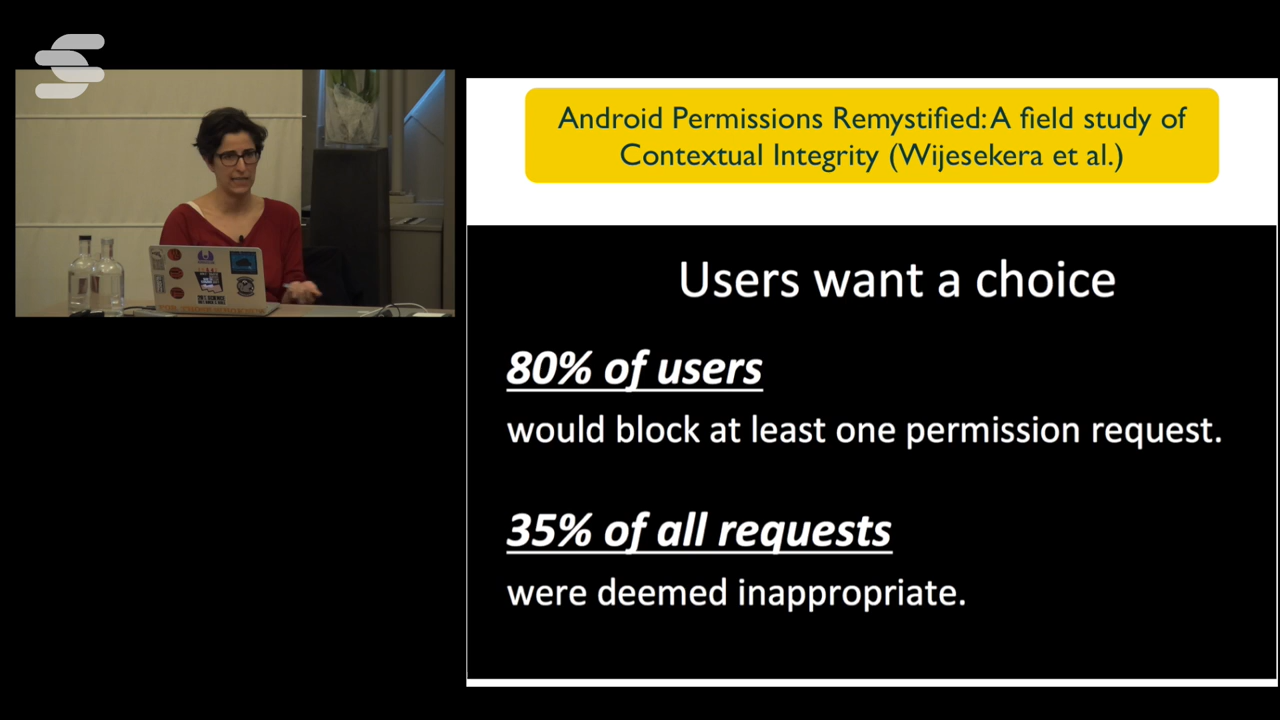 Android Permissions Remystified: A field study of
Contextual Integrity (Wijesekera et al.)
Users want a choice
80% of users
would block at least one permission request.
35% of all requests
were deemed inappropriate.